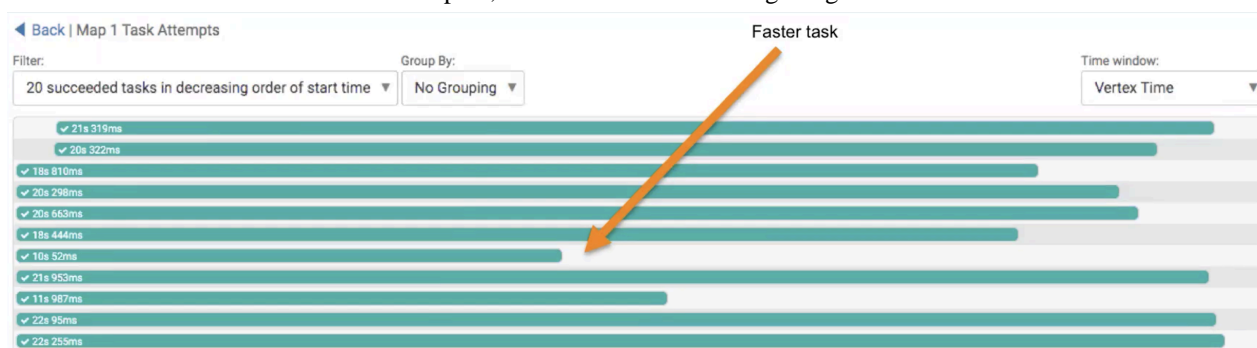 Back | Map 1 Task Attempts
Faster task
Filter:
Group By:
Time window:
20 succeeded tasks in decreasing order of start time
No Grouping
Vertex Time
21s 319ms
20s 322ms
18s 810ms
20s 298ms
20s 663ms
18s 444ms
10s 52ms
21s 953ms
11s 987ms
22s 95ms
22s 255ms